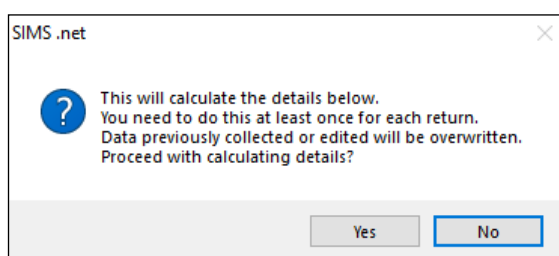 SIMS .net
This will calculate the details below.
You need to do this at least once for each return.
Data previously collected or edited will be overwritten.
Proceed with calculating details?
Yes
No